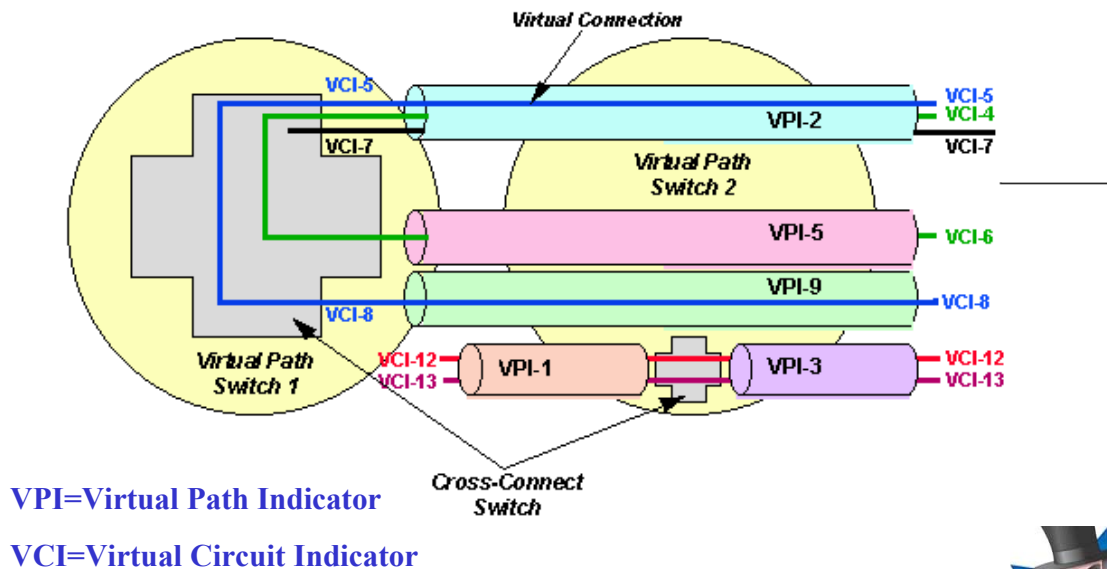 Virtual Connection
VCI-5
VCI-5
VPI-2
VCI-4
VCI-7
VCI-7
Virtual Path
Switch 2
VPI-5
VCI-6
VPI-9
VCI-8
VCI-8
Virtual Path
Switch 1
VCI-12
VCI-13
VPI-1
VPI-3
VCI-12
VCI-13
Cross-Connect
Switch
VPI=Virtual Path Indicator
VCI=Virtual Circuit Indicator